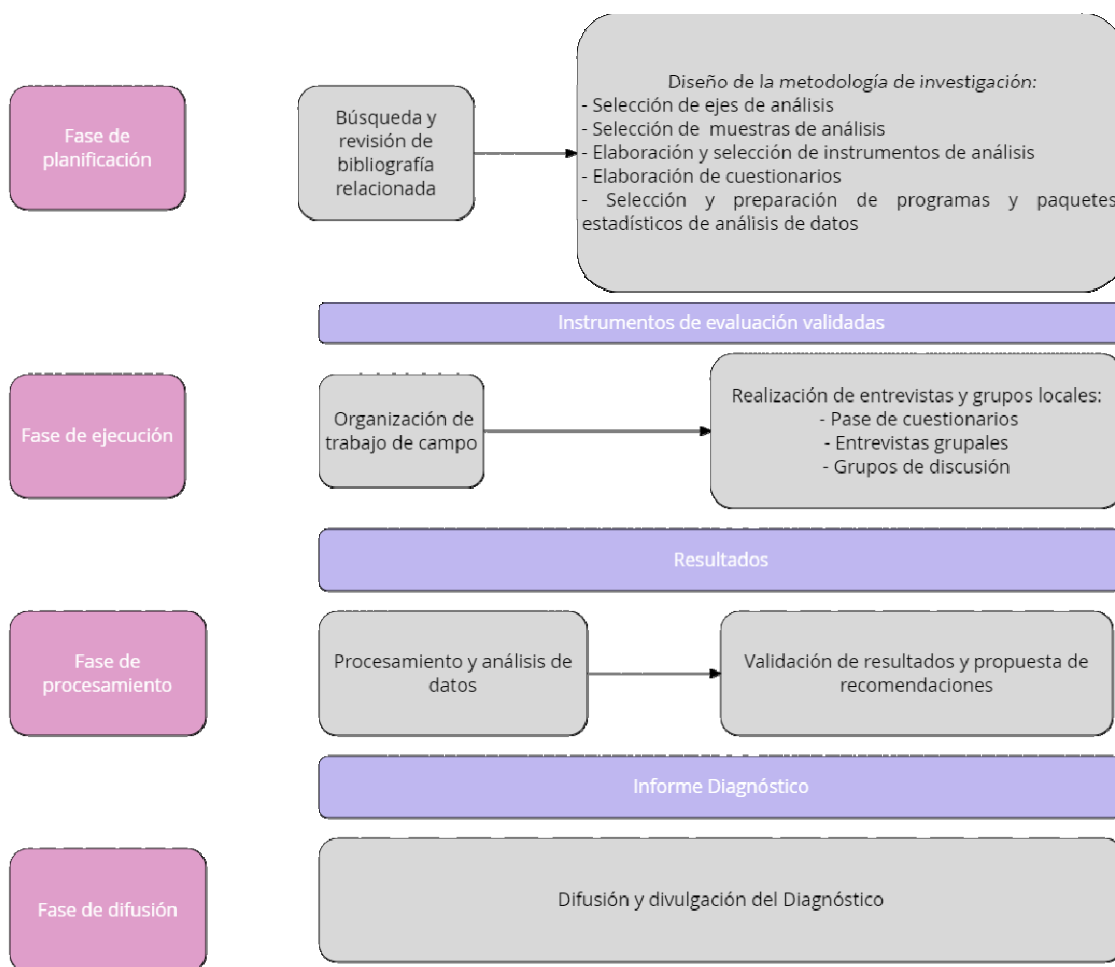 Fase de
planificación
Búsqueda y
revisión de
bibliografía
relacionada
Diseño de la metodología de investigación:
- Selección de ejes de análisis
- Selección de muestras de análisis
- Elaboración y selección de instrumentos de análisis
- Elaboración de cuestionarios
- Selección y preparación de programas y paquetes
estadísticos de análisis de datos
Instrumentos de evaluación validadas
Fase de ejecución
Organización de
trabajo de campo
Realización de entrevistas y grupos locales:
- Pase de cuestionarios
- Entrevistas grupales
- Grupos de discusión
Resultados
Fase de
procesamiento
Procesamiento y análisis de
datos
Validación de resultados y propuesta de
recomendaciones
Informe Diagnóstico
Fase de difusión
Difusión y divulgación del Diagnóstico